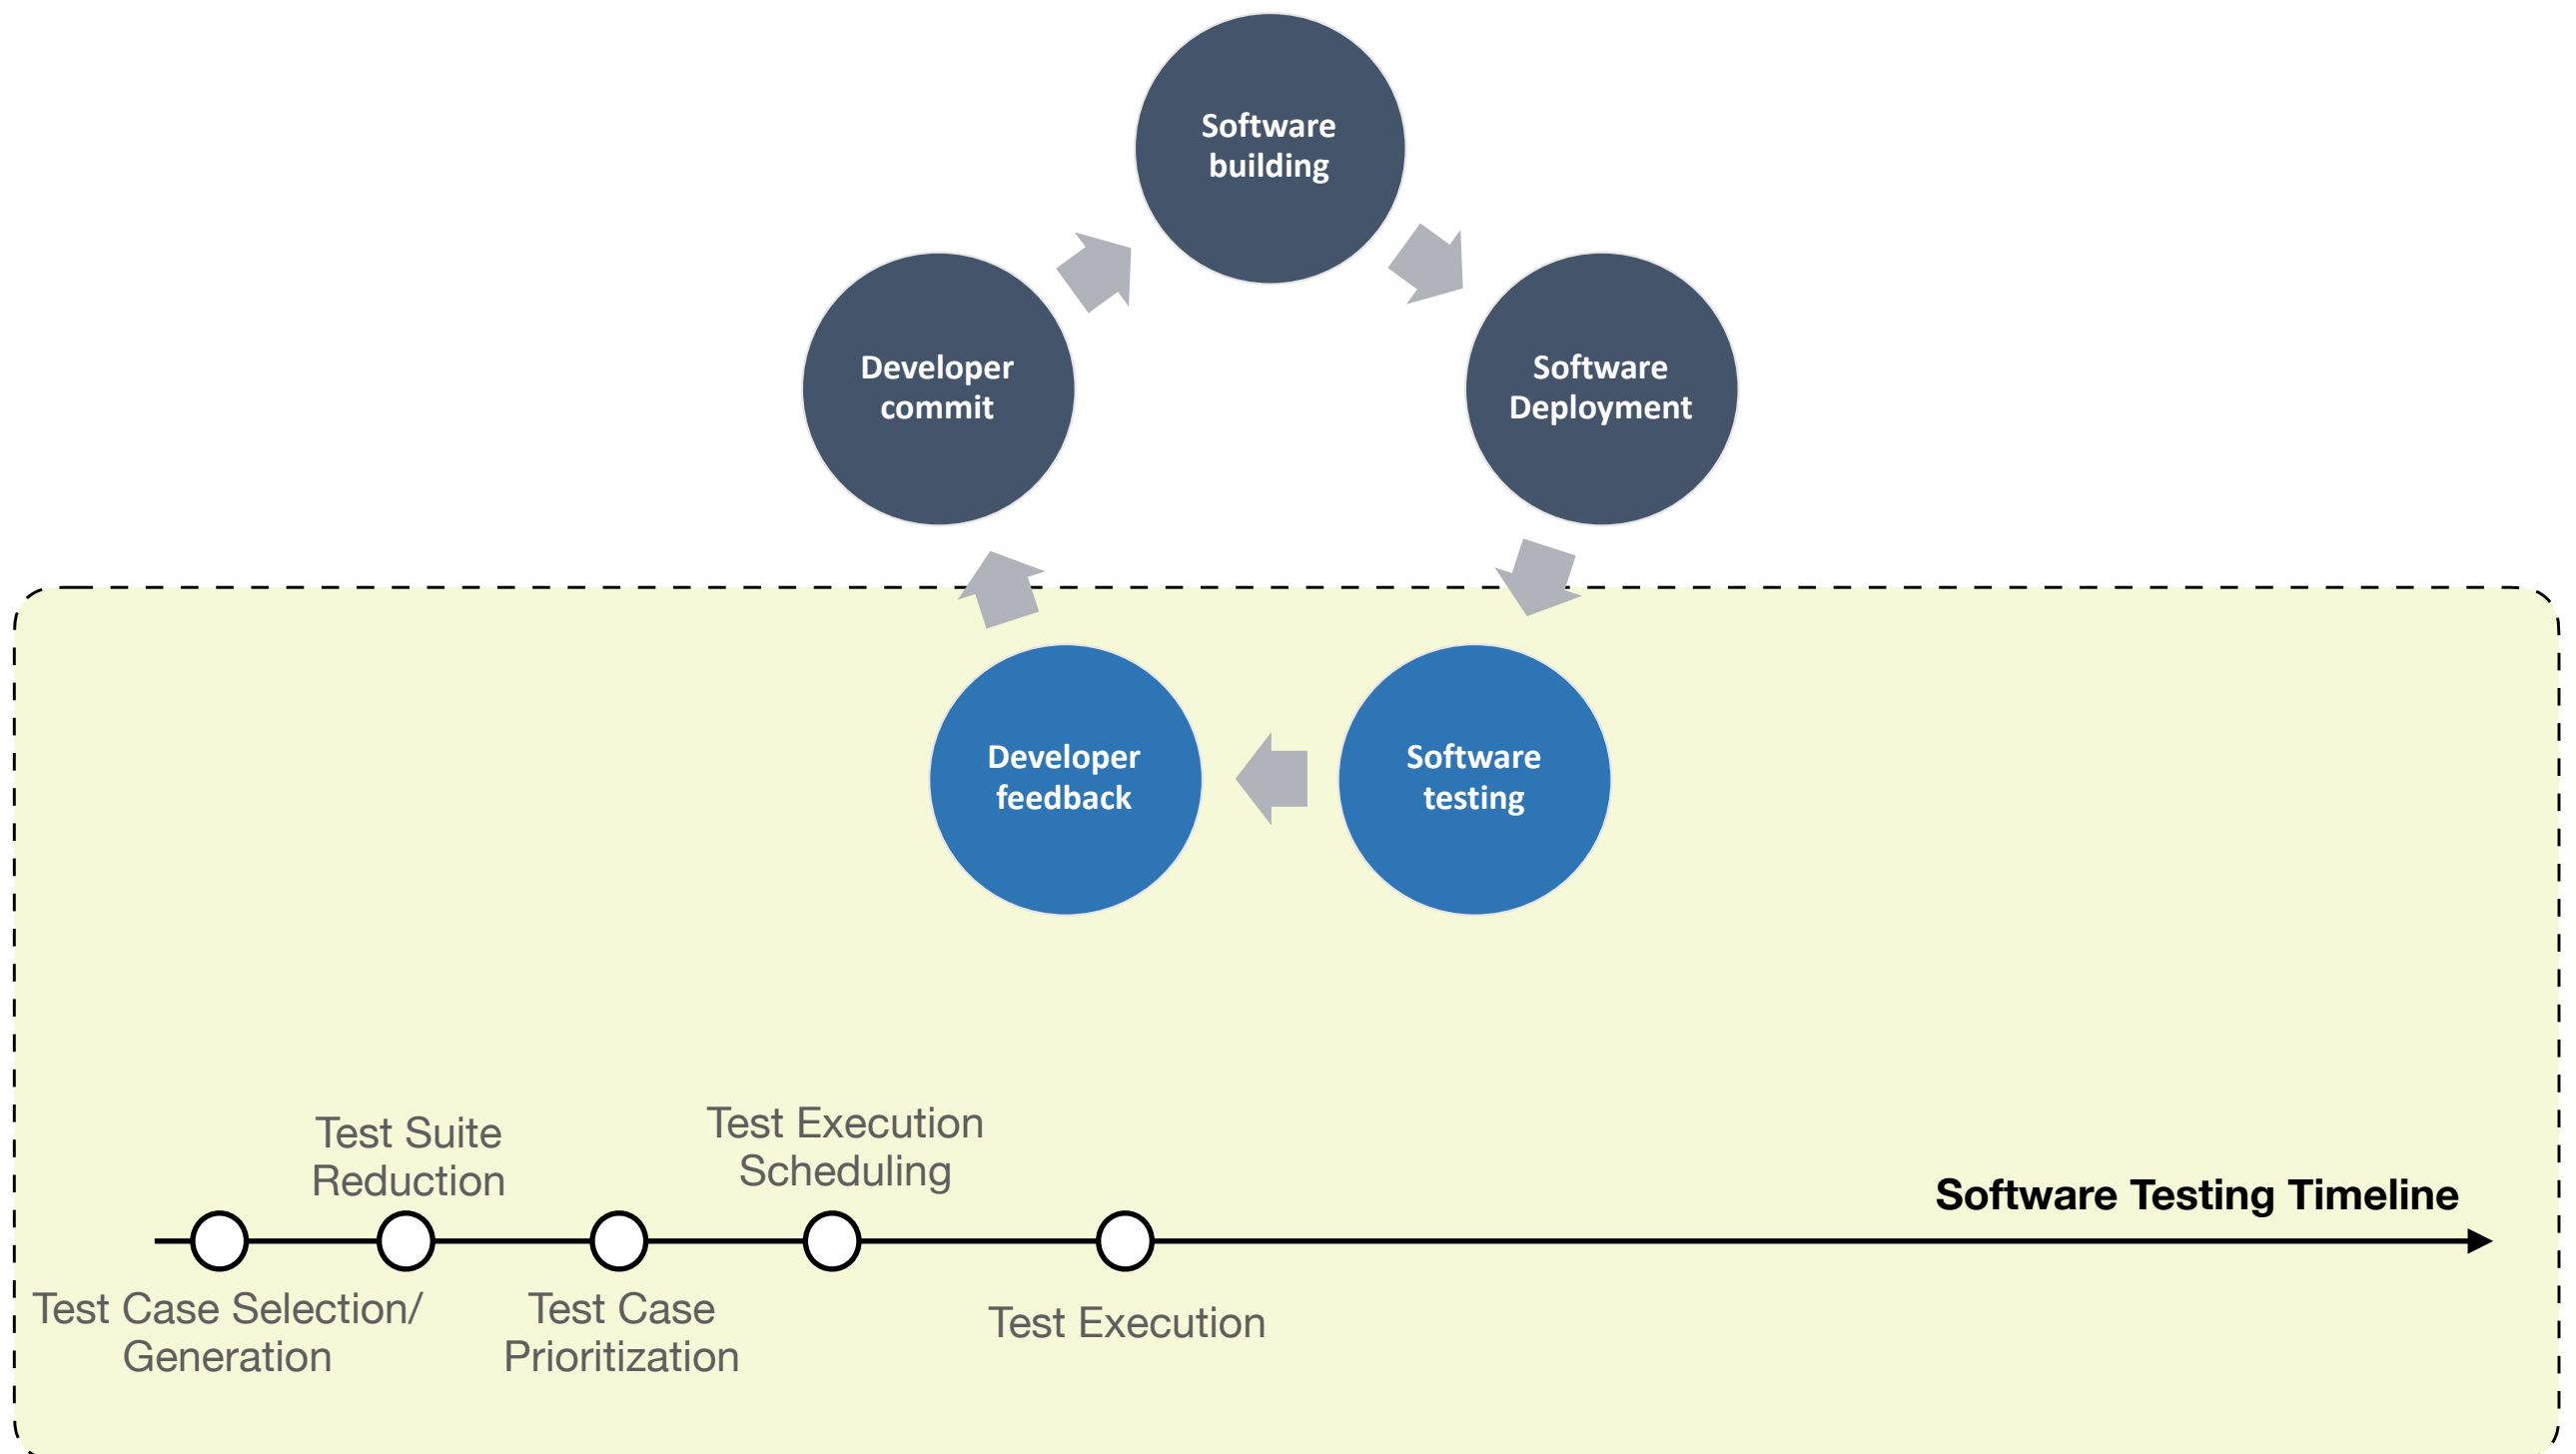 Software
building
Developer
commit
Software
Deployment
Developer
feedback
Software
testing
Test Suite
Reduction
Test Execution
Scheduling
Software Testing Timeline
Test Case Selection/
Generation
Test Case
Prioritization
Test Execution